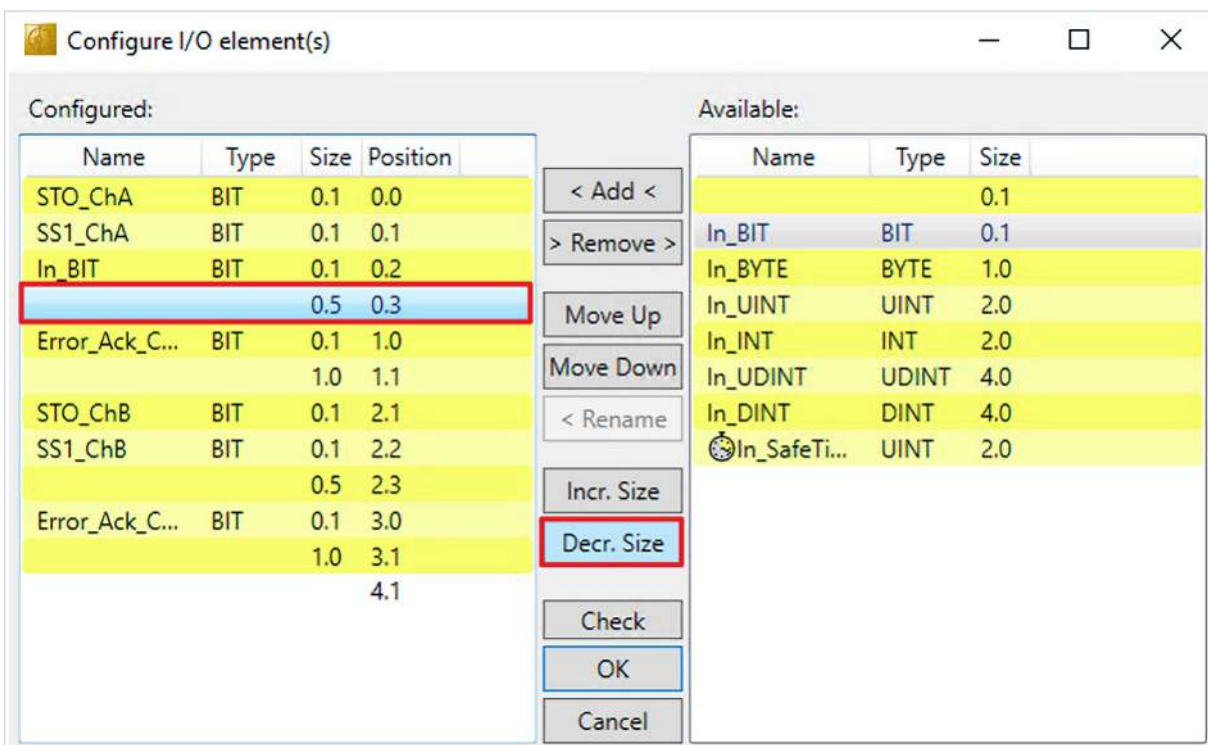 Configure I/O element(s)
Configured:
Name Type Size Position
STO_ChA BIT 0.1 0.0
SS1_ChA BIT 0.1 0.1
In_BIT BIT 0.1 0.2
0.5 0.3
Error_Ack_C... BIT 0.1 1.0
1.0 1.1
STO_ChB BIT 0.1 2.1
SS1_ChB BIT 0.1 2.2
0.5 2.3
Error_Ack_C... BIT 0.1 3.0
1.0 3.1
4.1
< Add <
> Remove >
Move Up
Move Down
< Rename
Incr. Size
Decr. Size
Check
OK
Cancel
Available:
Name Type Size
0.1
In_BIT BIT 0.1
In_BYTE BYTE 1.0
In_UINT UINT 2.0
In_INT INT 2.0
In_UDINT UDINT 4.0
In_DINT DINT 4.0
In_SafeTi... UINT 2.0